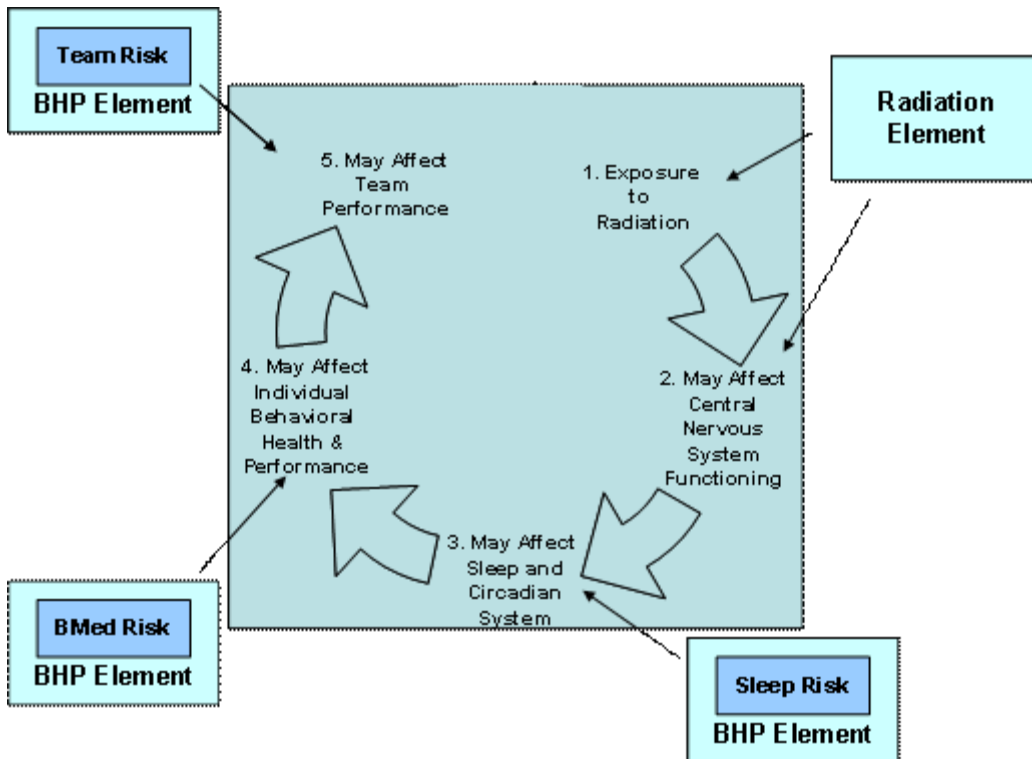 Team Risk
BHP Element
Radiation
Element
5. May Affect
Team
Performance
1. Exposure
to
Radiation
4. May Affect
Individual
Behavioral
Health &
Performance
2. May Affect
Central
Nervous
System
Functioning
3. May Affect
Sleep and
Circadian
System
BMed Risk
BHP Element
Sleep Risk
BHP Element